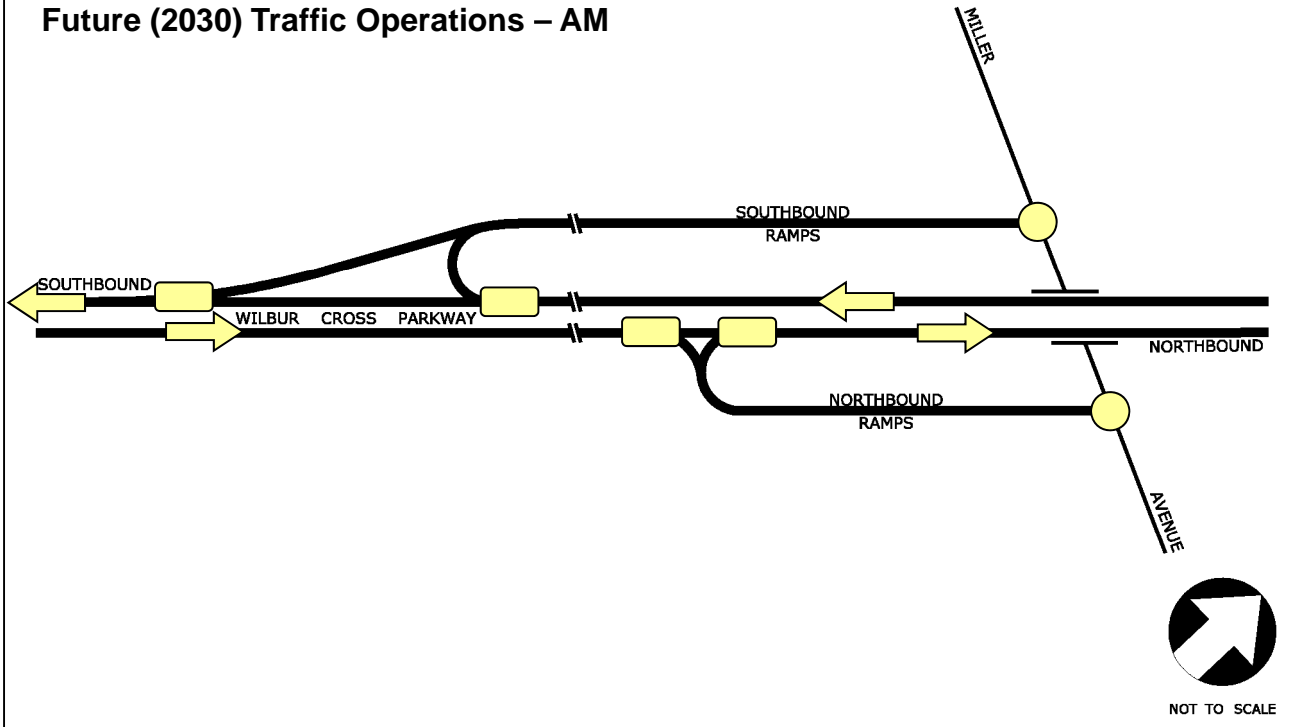 Future (2030) Traffic Operations – AM
MILLER
SOUTHBOUND
RAMPS
SOUTHBOUND
WILBUR CROSS PARKWAY
NORTHBOUND
NORTHBOUND
RAMPS
AVENUE
NOT TO SCALE